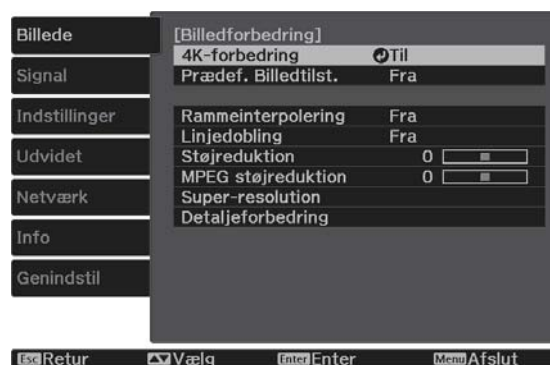 Billede
Signal
Indstillinger
Udvidet
Netværk
Info
Genindstil
[Billedforbedring]
4K-forbedring Til
Prædef. Billedtilst. Fra
Rammeinterpolering Fra
Linjedobling Fra
Støjreduktion 0
MPEG støjreduktion 0
Super-resolution
Detaljeforbedring
Esc Retur Vælg Enter Enter Menu Afslut